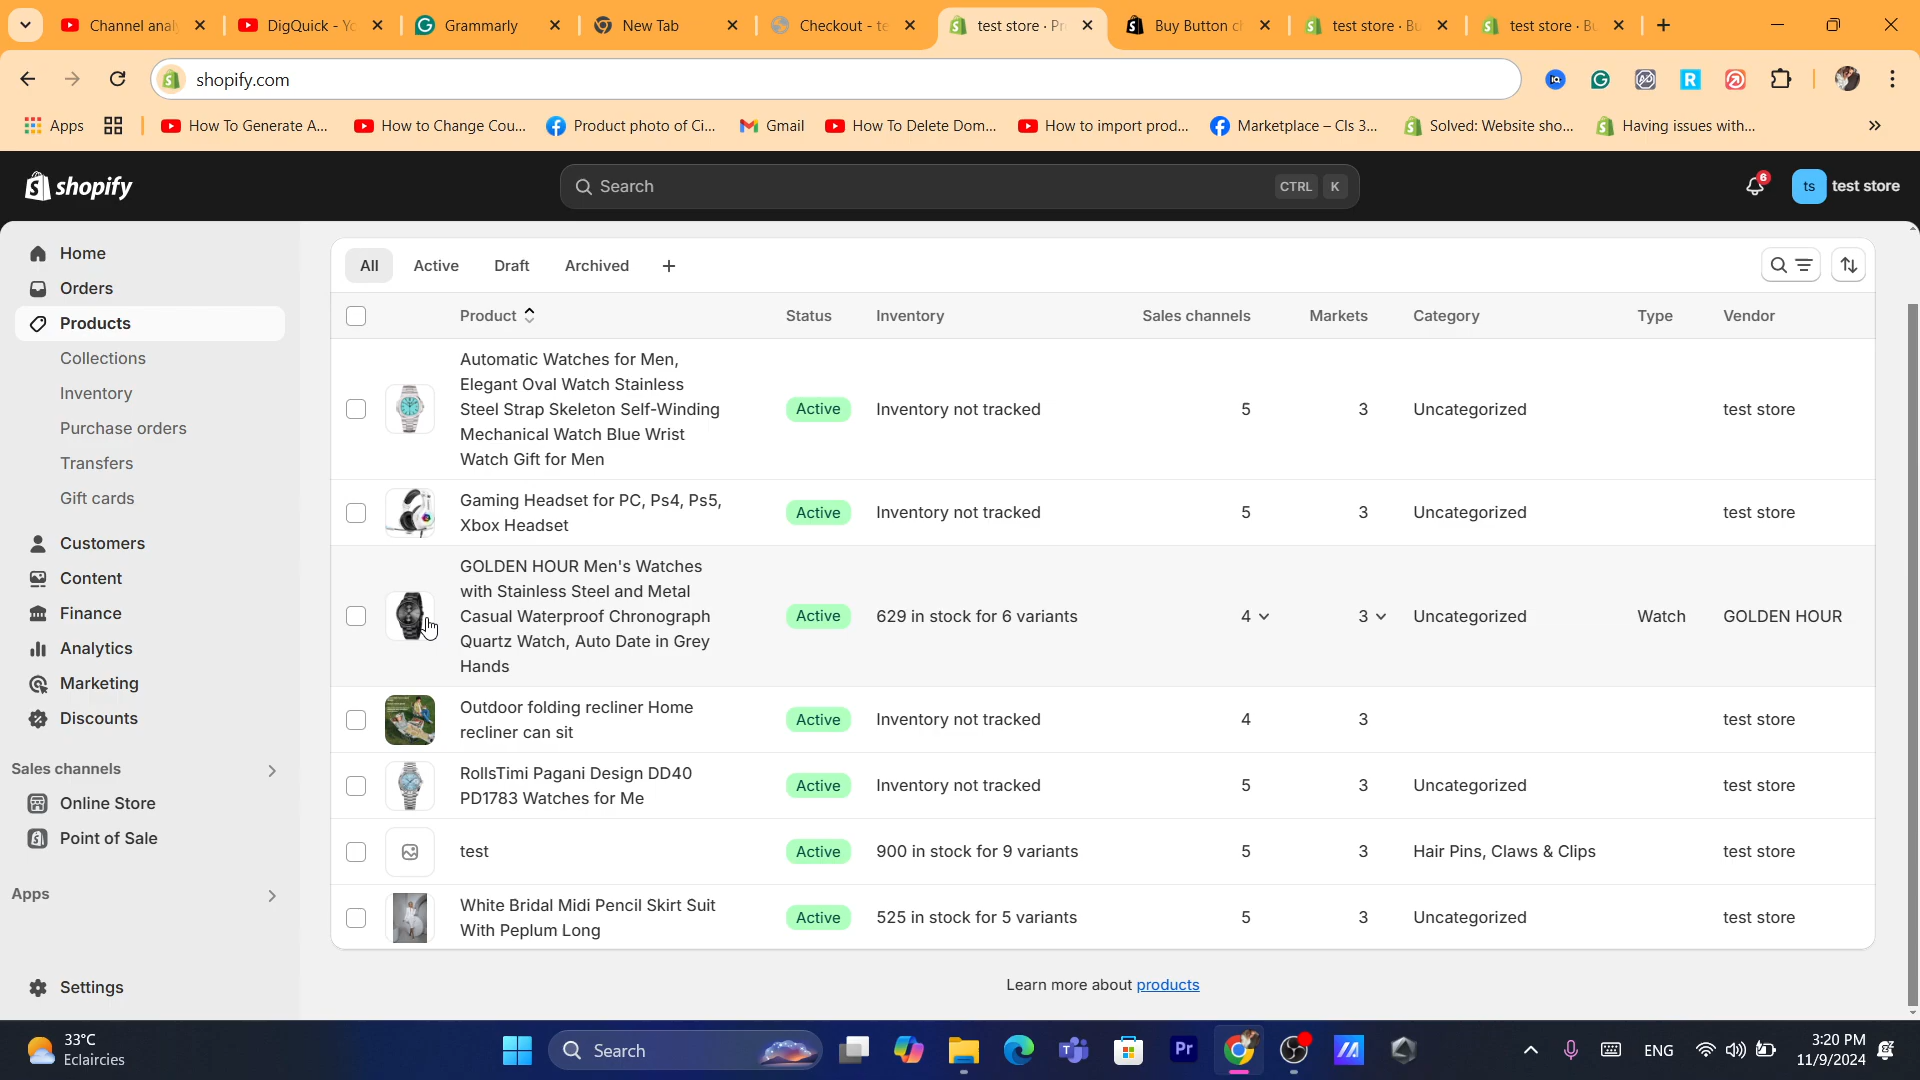 Channel analy
DigQuick - Yo
Grammarly
New Tab
Checkout - te
test store · Pr
Buy Button ch
test store · Bu
test store · Bu
shopify.com
Apps
How To Generate A...
How to Change Cou...
Product photo of Ci...
Gmail
How To Delete Dom...
How to import prod...
Marketplace – Cls 3...
Solved: Website sho...
Having issues with...
shopify
Search
CTRL K
6
ts
test store
Home
Orders
Products
Collections
Inventory
Purchase orders
Transfers
Gift cards
Customers
Content
Finance
Analytics
Marketing
Discounts
Sales channels
Online Store
Point of Sale
Apps
Settings
All Active Draft Archived
Product Status Inventory Sales channels Markets Category Type Vendor
Automatic Watches for Men,
Elegant Oval Watch Stainless
Steel Strap Skeleton Self-Winding
Mechanical Watch Blue Wrist
Watch Gift for Men
Active Inventory not tracked 5 3 Uncategorized test store
Gaming Headset for PC, Ps4, Ps5,
Xbox Headset
Active Inventory not tracked 5 3 Uncategorized test store
GOLDEN HOUR Men's Watches
with Stainless Steel and Metal
Casual Waterproof Chronograph
Quartz Watch, Auto Date in Grey
Hands
Active 629 in stock for 6 variants 4 3 Uncategorized Watch GOLDEN HOUR
Outdoor folding recliner Home
recliner can sit
Active Inventory not tracked 4 3 test store
RollsTimi Pagani Design DD40
PD1783 Watches for Me
Active Inventory not tracked 5 3 Uncategorized test store
test Active 900 in stock for 9 variants 5 3 Hair Pins, Claws & Clips test store
White Bridal Midi Pencil Skirt Suit
With Peplum Long
Active 525 in stock for 5 variants 5 3 Uncategorized test store
Learn more about products
33°C
Eclaircies
Search
Pr
ENG
3:20 PM
11/9/2024